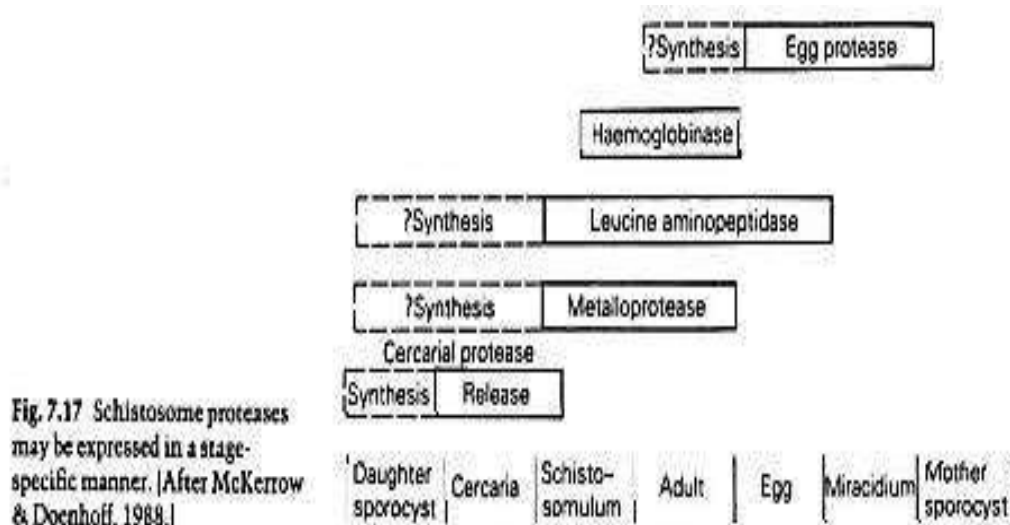 ?Synthesis Egg protease
Haemoglobinase
?Synthesis Leucine aminopeptidase
?Synthesis Metalloprotease
Cercarial protease
Synthesis Release
Fig. 7.17 Schistosome proteases
may be expressed in a stage-
specific manner. [After McKerrow
& Doenhoff, 1988.]
Daughter
sporocyst
Cercaria
Schisto-
somulum
Adult
Egg
Miracidium
Mother
sporocyst